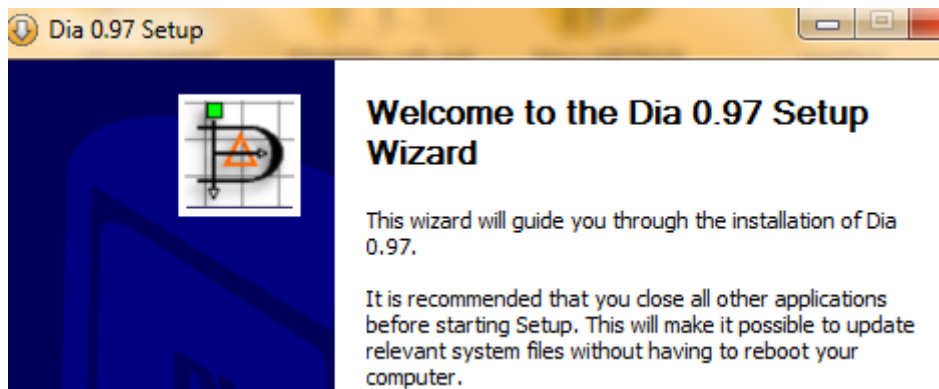 Dia 0.97 Setup
Welcome to the Dia 0.97 Setup
Wizard
This wizard will guide you through the installation of Dia
0.97.
It is recommended that you close all other applications
before starting Setup. This will make it possible to update
relevant system files without having to reboot your
computer.